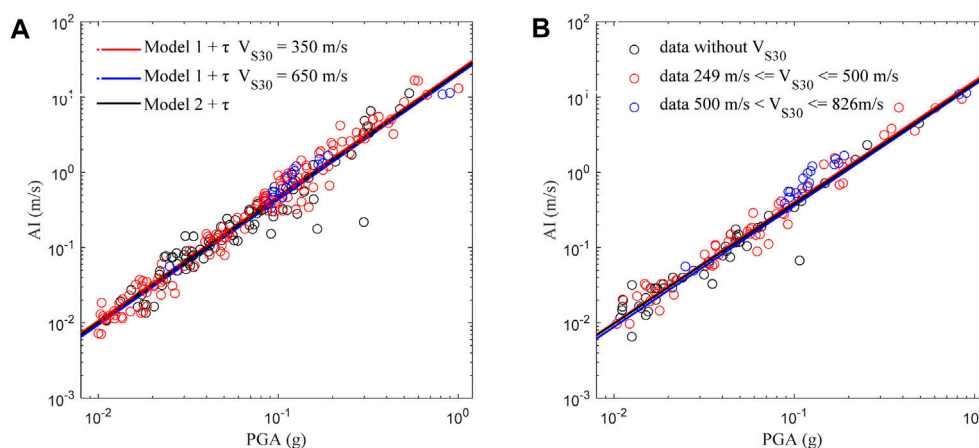 A
Model 1 + τ V_S30 = 350 m/s
Model 1 + τ V_S30 = 650 m/s
Model 2 + τ
AI (m/s)
10^2
10^1
10^0
10^-1
10^-2
10^-3
10^-2
10^-1
10^0
PGA (g)
B
data without V_S30
data 249 m/s <= V_S30 <= 500 m/s
data 500 m/s < V_S30 <= 826m/s
AI (m/s)
10^2
10^1
10^0
10^-1
10^-2
10^-3
10^-2
10^-1
PGA (g)